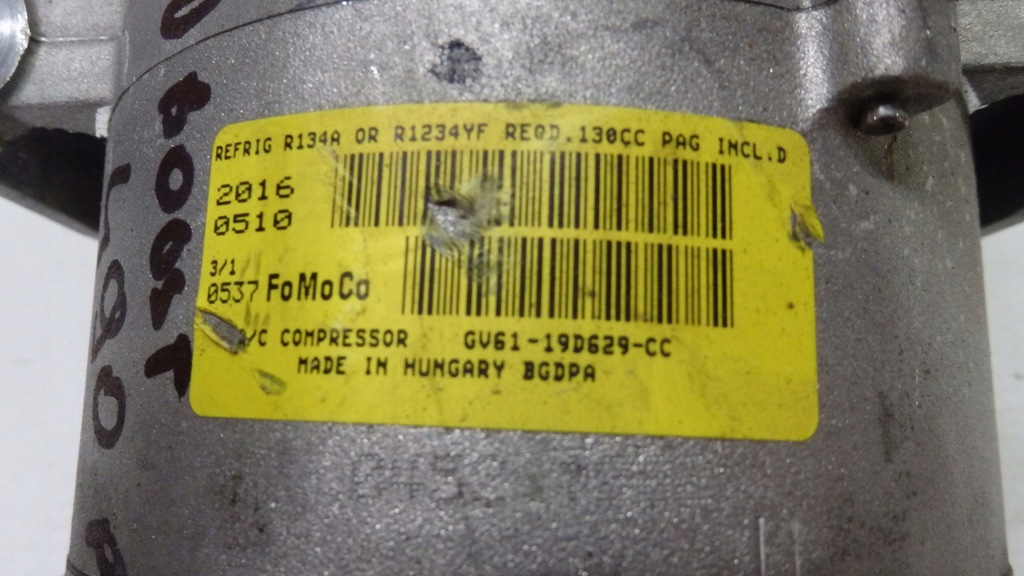 REFRIG R134A OR R1234YF REQD.130CC PAG INCL.D
2016
0510
3/1
0537 FoMoCo
A/C COMPRESSOR GV61-19D629-CC
MADE IN HUNGARY BGDPA